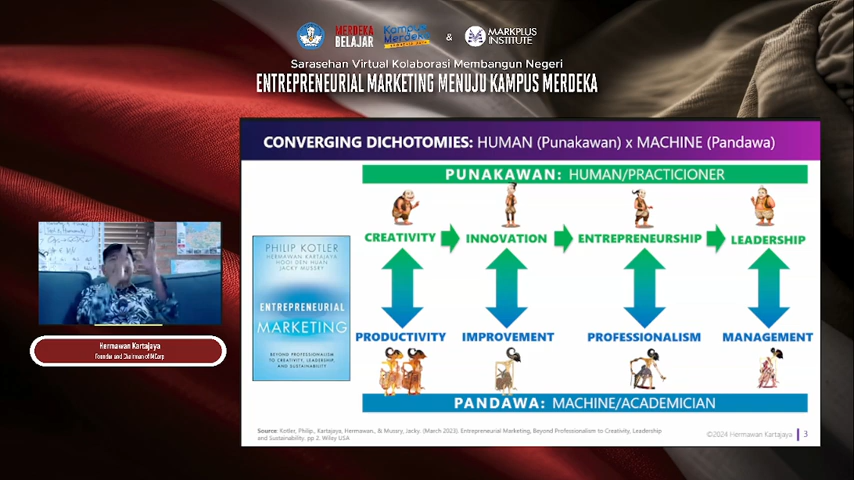 MERDEKA
BELAJAR
Kampus
Merdeka
INDONESIA JAYA
&
MARKPLUS
INSTITUTE
Sarasehan Virtual Kolaborasi Membangun Negeri
ENTREPRENEURIAL MARKETING MENUJU KAMPUS MERDEKA
CONVERGING DICHOTOMIES: HUMAN (Punakawan) x MACHINE (Pandawa)
PUNAKAWAN: HUMAN/PRACTICIONER
CREATIVITY INNOVATION ENTREPRENEURSHIP LEADERSHIP
PHILIP KOTLER
HERMAWAN KARTAJAYA
HOOI DEN HUAN
JACKY MUSSRY
ENTREPRENEURIAL
MARKETING
BEYOND PROFESSIONALISM
TO CREATIVITY, LEADERSHIP,
AND SUSTAINABILITY
PRODUCTIVITY IMPROVEMENT PROFESSIONALISM MANAGEMENT
PANDAWA: MACHINE/ACADEMICIAN
Hermawan Kartajaya
Founder and Chairman of MCorp
Source: Kotler, Philip., Kartajaya, Hermawan., & Mussry, Jacky. (March 2023). Entrepreneurial Marketing, Beyond Professionalism to Creativity, Leadership
and Sustainability, pp 2. Wiley USA
©2024 Hermawan Kartajaya | 3